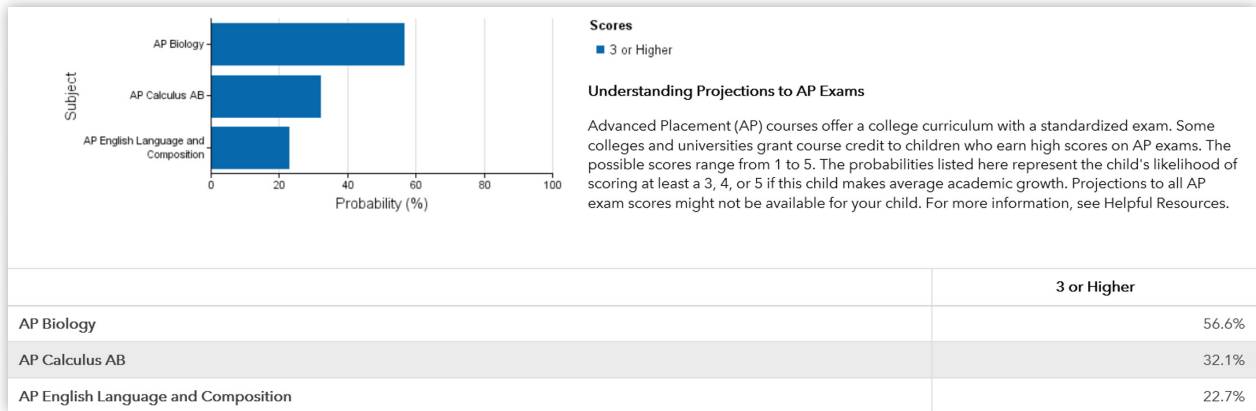 Subject
AP Biology
AP Calculus AB
AP English Language and
Composition
0 20 40 60 80 100
Probability (%)
Scores
3 or Higher
Understanding Projections to AP Exams
Advanced Placement (AP) courses offer a college curriculum with a standardized exam. Some
colleges and universities grant course credit to children who earn high scores on AP exams. The
possible scores range from 1 to 5. The probabilities listed here represent the child's likelihood of
scoring at least a 3, 4, or 5 if this child makes average academic growth. Projections to all AP
exam scores might not be available for your child. For more information, see Helpful Resources.
3 or Higher
AP Biology 56.6%
AP Calculus AB 32.1%
AP English Language and Composition 22.7%